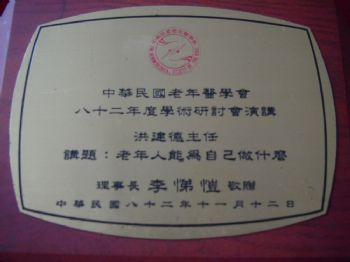 中華民國老年醫學會
八十二年度學術研討會演講
洪建德主任
講題：老年人能為自己做什麼
理事長 李悌愷 敬贈
中華民國八十二年十一月十二日